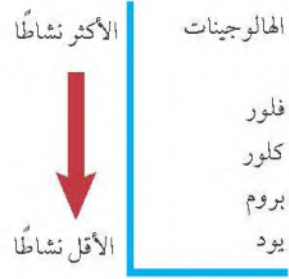 الهالوجينات
فلور
كلور
بروم
يود
الأكثر نشاطًا
الأقل نشاطًا